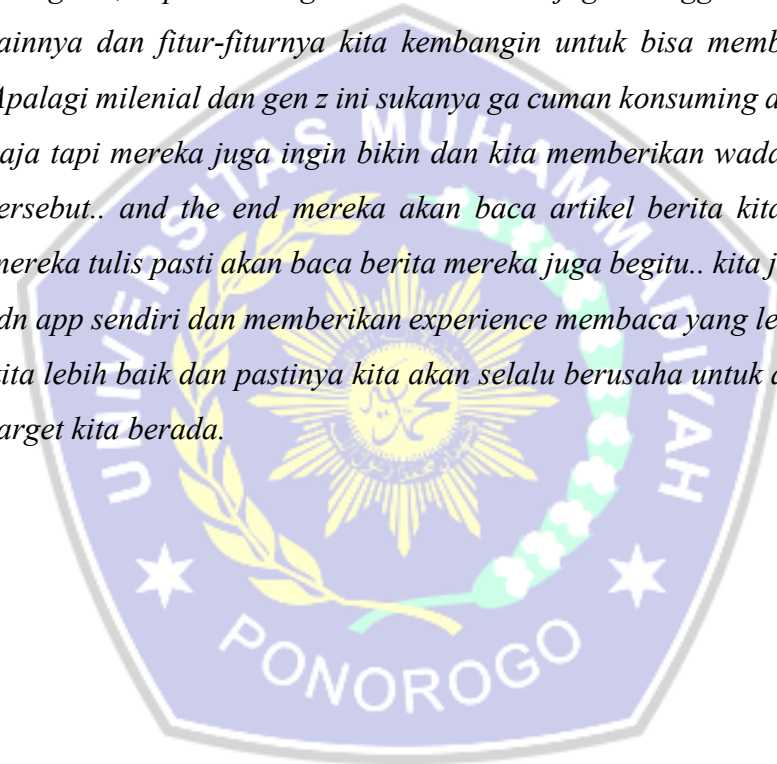 ainnya dan fitur-fiturnya kita kembangin untuk bisa memb
Apalagi milenial dan gen z ini sukanya ga cuman konsuming a
aja tapi mereka juga ingin bikin dan kita memberikan wada
ersebut.. and the end mereka akan baca artikel berita kita
mereka tulis pasti akan baca berita mereka juga begitu.. kita j
dn app sendiri dan memberikan experience membaca yang le
kita lebih baik dan pastinya kita akan selalu berusaha untuk a
arget kita berada.
UNIVERSITAS MUHAMMADIYAH
PONOROGO